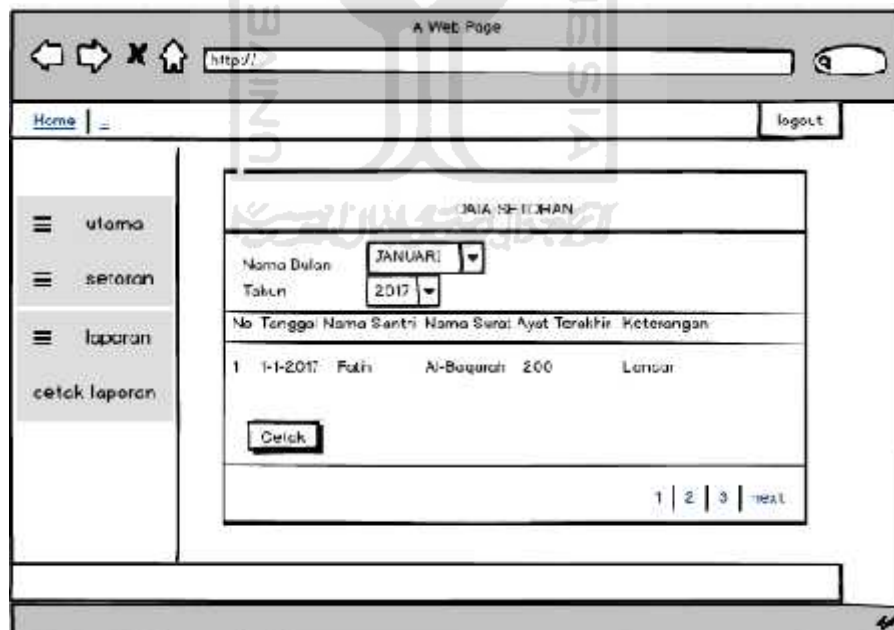 A Web Page
http://
Home
logout
DATA SETORAN
utama
setoran
laporan
cetak laporan
Nama Bulan JANUARI
Tahun 2017
No Tanggal Nama Santri Nama Surat Ayat Terakhir Keterangan
1 1-1-2017 Fatih Al-Baqarah 200 Lancar
Cetak
1 2 3 next